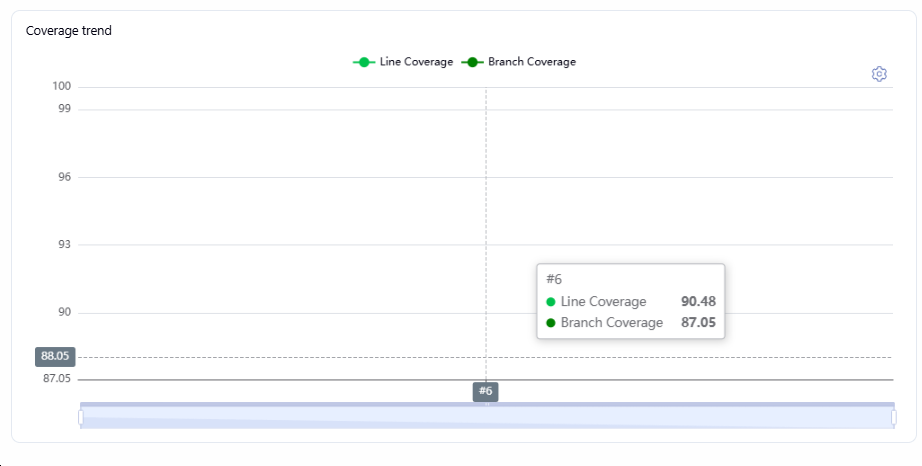 Coverage trend
Line Coverage Branch Coverage
100
99
96
93
#6
Line Coverage 90.48
90
Branch Coverage 87.05
88.05
87.05
#6